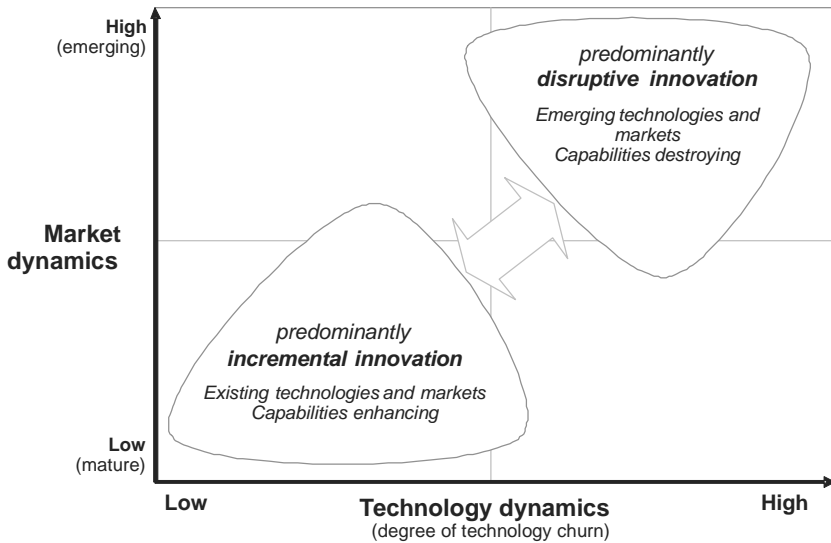 High
(emerging)
predominantly
disruptive innovation
Emerging technologies and
markets
Capabilities destroying
Market
dynamics
predominantly
incremental innovation
Existing technologies and markets
Capabilities enhancing
Low
(mature)
Low
Technology dynamics
(degree of technology churn)
High